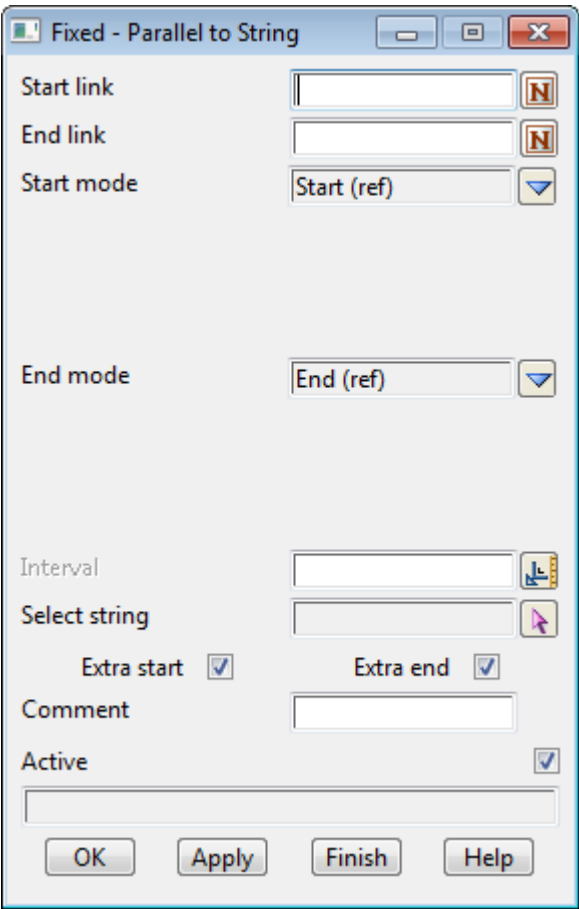 Fixed - Parallel to String
Start link
N
End link
N
Start mode Start (ref)
End mode End (ref)
Interval
Select string
Extra start Extra end
Comment
Active
OK Apply Finish Help